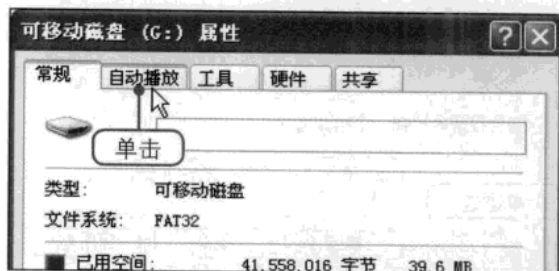 可移动磁盘 (G:) 属性
常规 自动播放 工具 硬件 共享
单击
类型: 可移动磁盘
文件系统: FAT32
已用空间: 41,558,016 字节 39.6 MB